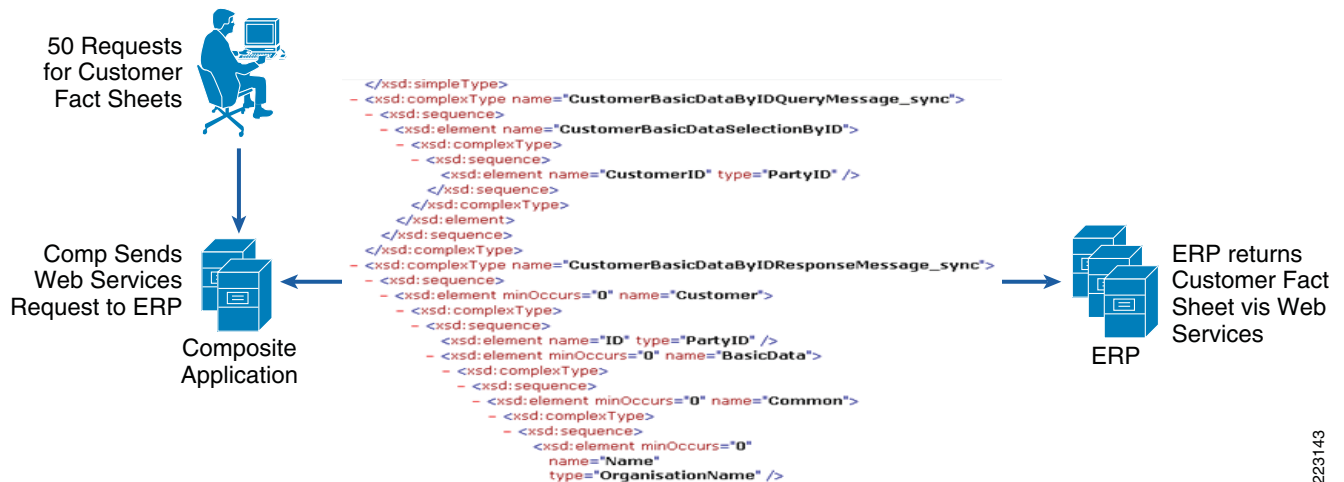 50 Requests
for Customer
Fact Sheets
Comp Sends
Web Services
Request to ERP
Composite
Application
</xsd:simpleType>
- <xsd:complexType name="CustomerBasicDataByIDQueryMessage_sync">
- <xsd:sequence>
- <xsd:element name="CustomerBasicDataSelectionByID">
- <xsd:complexType>
- <xsd:sequence>
<xsd:element name="CustomerID" type="PartyID" />
</xsd:sequence>
</xsd:complexType>
</xsd:element>
</xsd:sequence>
</xsd:complexType>
- <xsd:complexType name="CustomerBasicDataByIDResponseMessage_sync">
- <xsd:sequence>
- <xsd:element minOccurs="0" name="Customer">
- <xsd:complexType>
- <xsd:sequence>
<xsd:element name="ID" type="PartyID" />
- <xsd:element minOccurs="0" name="BasicData">
- <xsd:complexType>
- <xsd:sequence>
- <xsd:element minOccurs="0" name="Common">
- <xsd:complexType>
- <xsd:sequence>
<xsd:element minOccurs="0"
name="Name"
type="OrganisationName" />
ERP returns
Customer Fact
Sheet vis Web
Services
ERP
223143